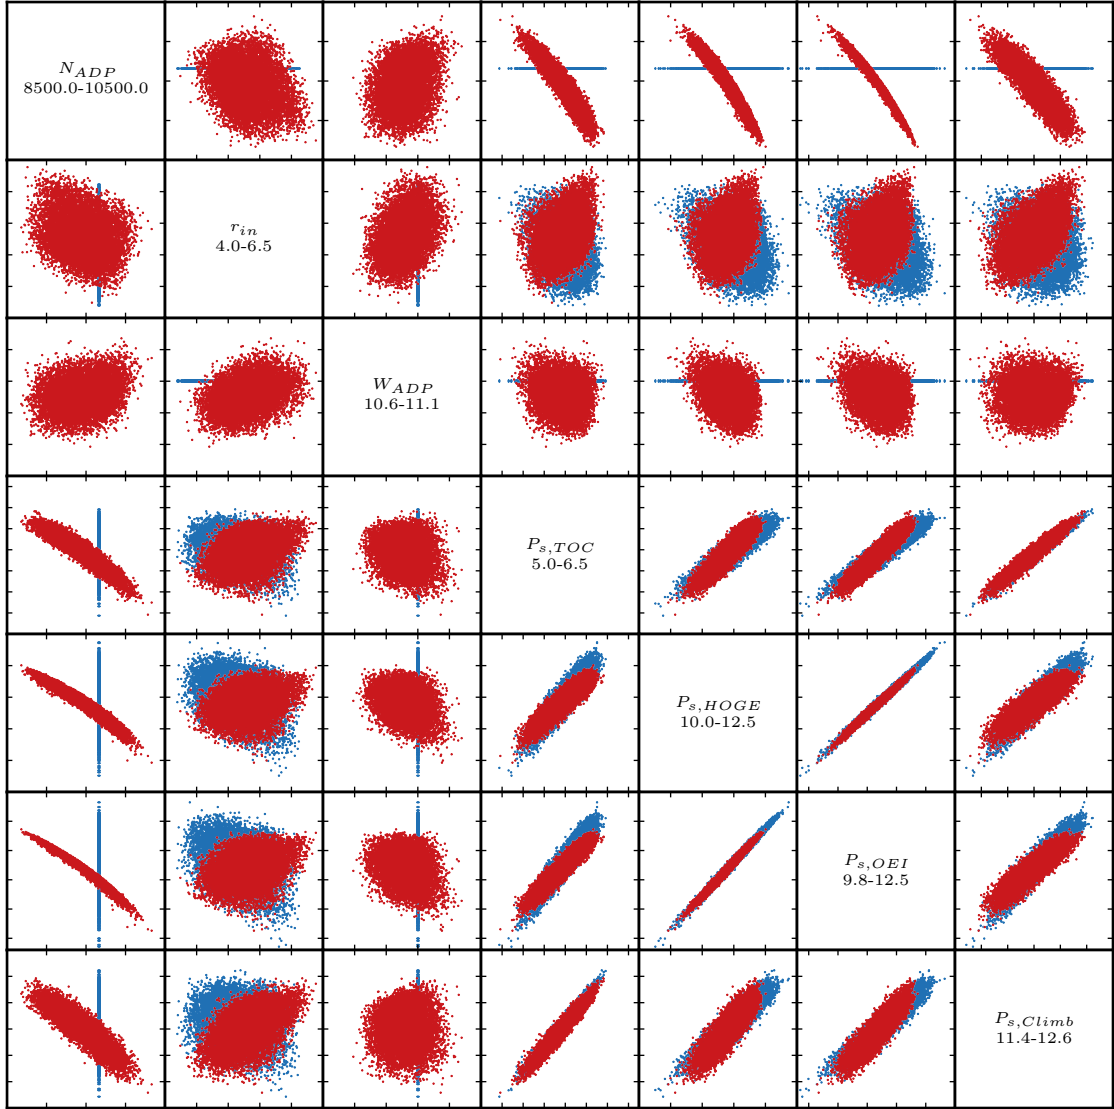 N_{ADP}
8500.0-10500.0
r_{in}
4.0-6.5
W_{ADP}
10.6-11.1
P_{s,TOC}
5.0-6.5
P_{s,HOGE}
10.0-12.5
P_{s,OEI}
9.8-12.5
P_{s,Climb}
11.4-12.6